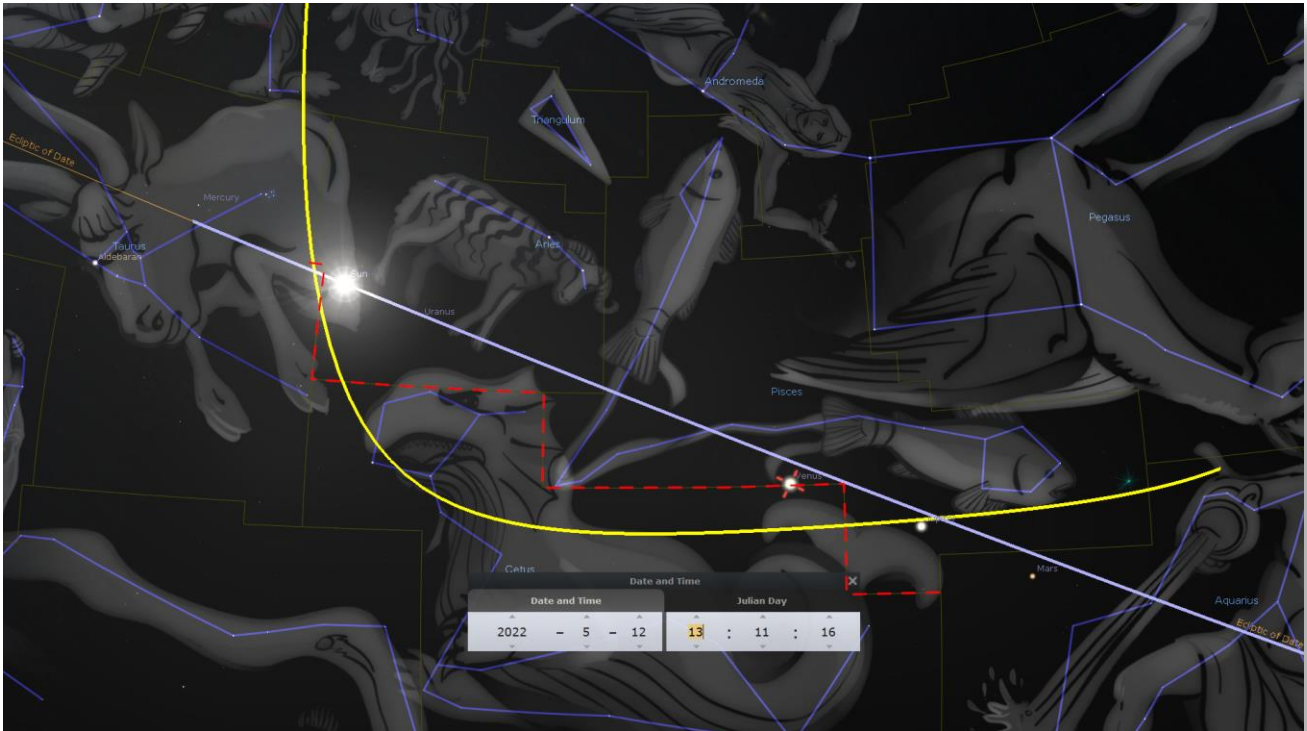 Andromeda
Triangulum
Ecliptic of Date
Mercury
Pegasus
Taurus
Aries
Aldebaran
Sun
Uranus
Pisces
Venus
Cetus
Mars
Date and Time
Date and Time
Julian Day
Aquarius
2022 - 5 - 12
13 : 11 : 16
Ecliptic of Date